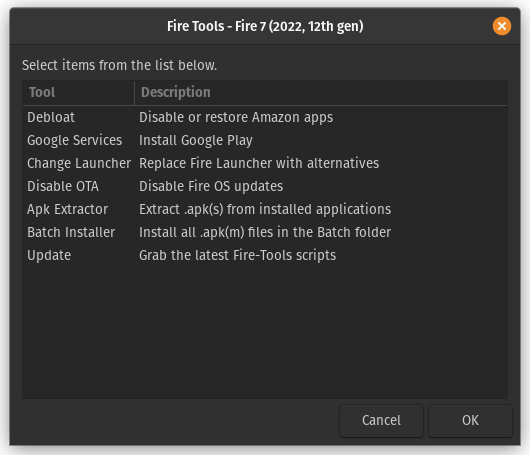 Fire Tools - Fire 7 (2022, 12th gen)
Select items from the list below.
Tool Description
Debloat Disable or restore Amazon apps
Google Services Install Google Play
Change Launcher Replace Fire Launcher with alternatives
Disable OTA Disable Fire OS updates
Apk Extractor Extract .apk(s) from installed applications
Batch Installer Install all .apk(m) files in the Batch folder
Update Grab the latest Fire-Tools scripts
Cancel OK